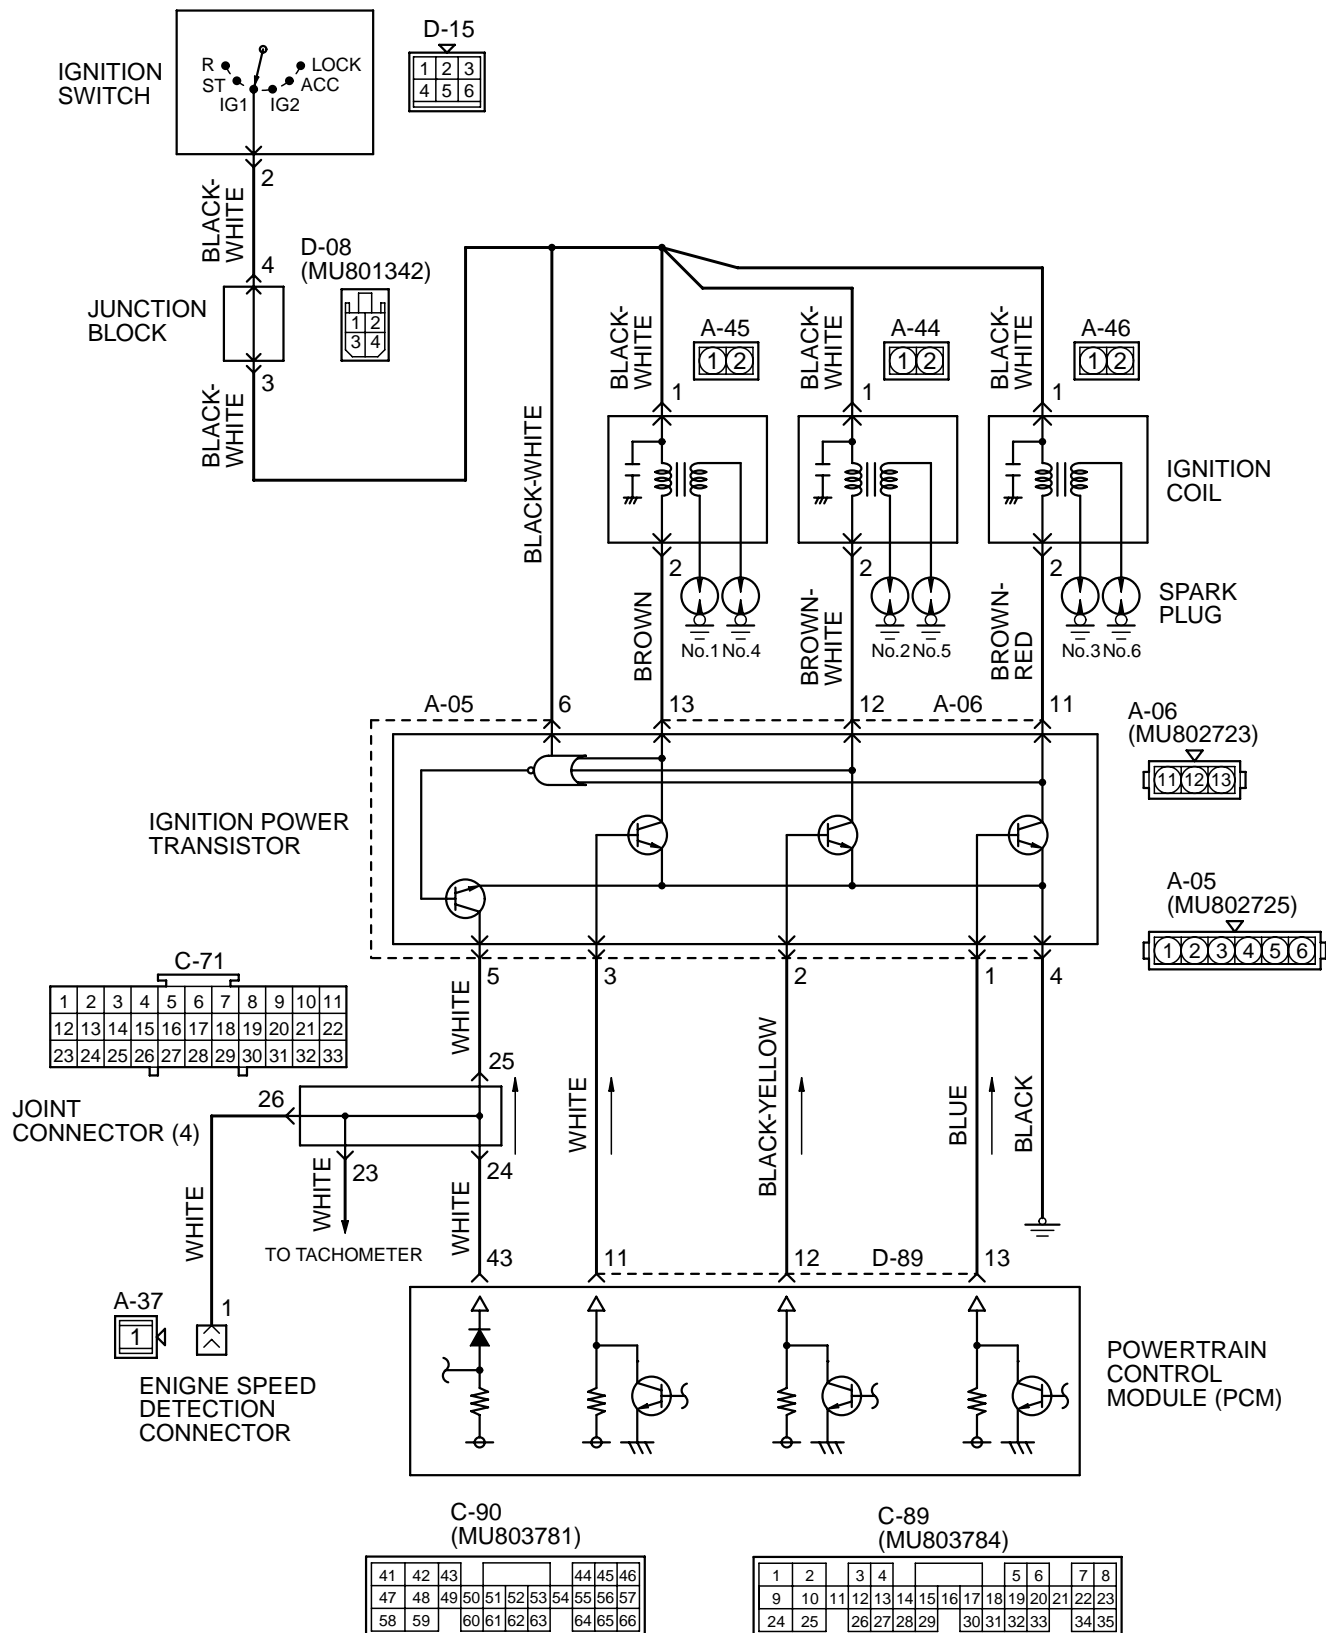 D-15
IGNITION
SWITCH
R
LOCK
ST
ACC
IG1
IG2
1 2 3
4 5 6
2
BLACK-
WHITE
4
D-08
(MU801342)
JUNCTION
BLOCK
1 2
3 4
3
BLACK-
WHITE
BLACK-WHITE
BLACK-
WHITE
A-45
1 2
1
BLACK-
WHITE
A-44
1 2
1
BLACK-
WHITE
A-46
1 2
1
IGNITION
COIL
2
2
2
SPARK
PLUG
BROWN
No.1 No.4
BROWN-
WHITE
No.2 No.5
BROWN-
RED
No.3 No.6
A-05
6
13
12
A-06
11
A-06
(MU802723)
11 12 13
IGNITION POWER
TRANSISTOR
A-05
(MU802725)
1 2 3 4 5 6
C-71
1 2 3 4 5 6 7 8 9 10 11
12 13 14 15 16 17 18 19 20 21 22
23 24 25 26 27 28 29 30 31 32 33
5
3
2
1
4
WHITE
25
WHITE
BLACK-YELLOW
BLUE
BLACK
JOINT
CONNECTOR (4)
26
23
24
WHITE
WHITE
WHITE
TO TACHOMETER
43
11
12
D-89
13
A-37
1
1
ENIGNE SPEED
DETECTION
CONNECTOR
POWERTRAIN
CONTROL
MODULE (PCM)
C-90
(MU803781)
41 42 43 44 45 46
47 48 49 50 51 52 53 54 55 56 57
58 59 60 61 62 63 64 65 66
C-89
(MU803784)
1 2 3 4 5 6 7 8
9 10 11 12 13 14 15 16 17 18 19 20 21 22 23
24 25 26 27 28 29 30 31 32 33 34 35